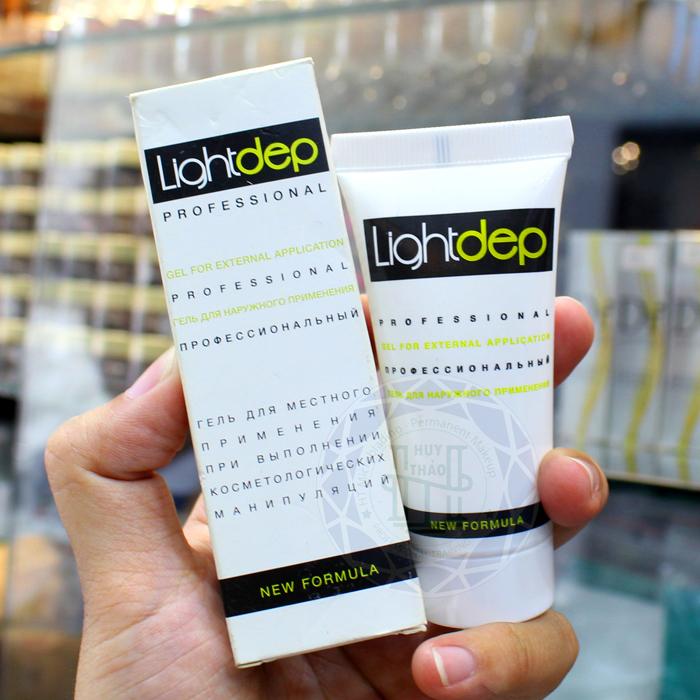 Lightdep
PROFESSIONAL
GEL FOR EXTERNAL APPLICATION
PROFESSIONAL
ГЕЛЬ ДЛЯ НАРУЖНОГО ПРИМЕНЕНИЯ
ПРОФЕССИОНАЛЬНЫЙ
ГЕЛЬ ДЛЯ МЕСТНОГО
ПРИМЕНЕНИЯ
ПРИ ВЫПОЛНЕНИИ
КОСМЕТОЛОГИЧЕСКИХ
МАНИПУЛЯЦИЙ
NEW FORMULA
Lightdep
PROFESSIONAL
GEL FOR EXTERNAL APPLICATION
ПРОФЕССИОНАЛЬНЫЙ
ГЕЛЬ ДЛЯ НАРУЖНОГО ПРИМЕНЕНИЯ
NEW FORMULA
Permanent Make-up
HUY
THẢO